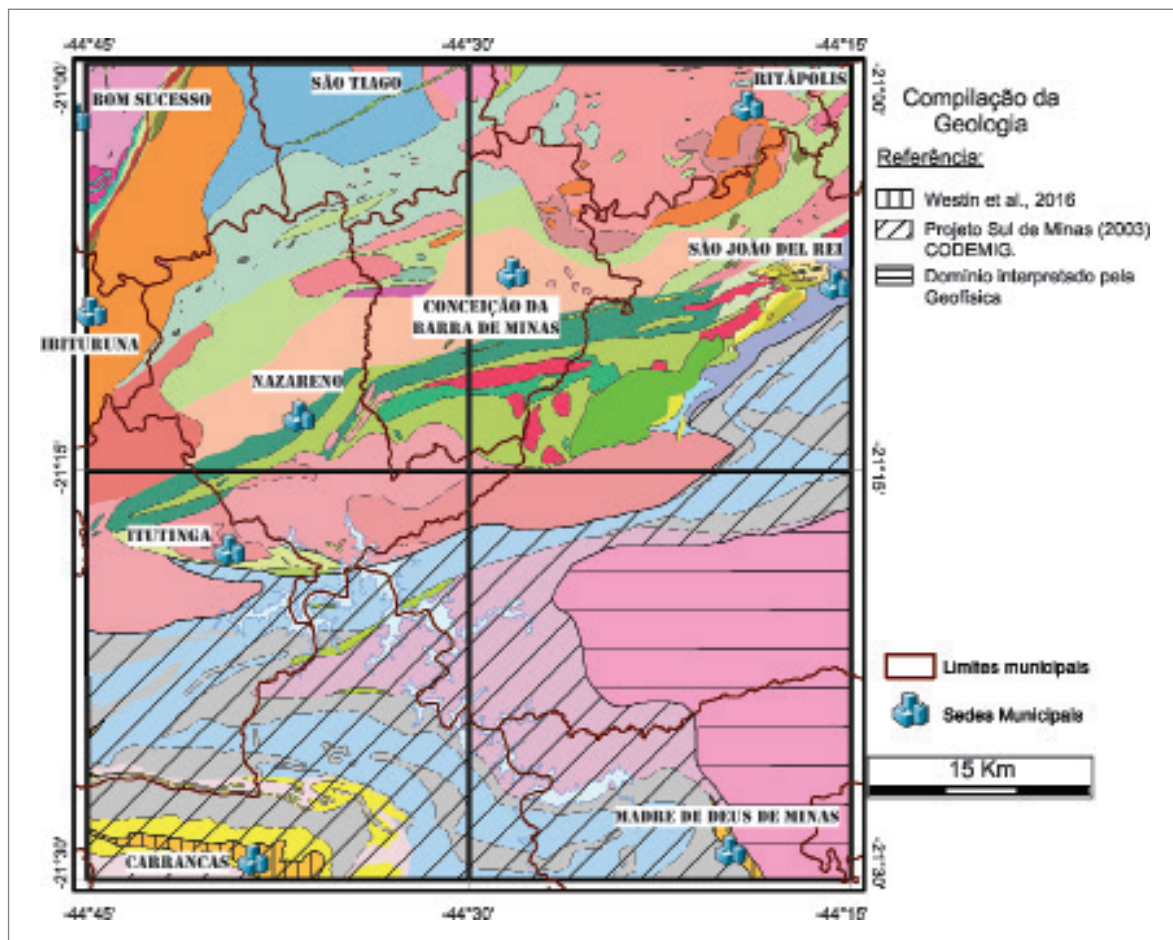 -44°45'
-44°30'
-44°15'
-21°00'
-21°00'
BOM SUCESSO
SÃO TIAGO
RITÁPOLIS
Compilação da
Geologia
Referência:
Westin et al., 2016
Projeto Sul de Minas (2003)
CODEMIG.
Domínio interpretado pela
Geofísica
SÃO JOÃO DEL REI
CONCEIÇÃO DA
BARRA DE MINAS
IBITURUNA
NAZARENO
-21°15'
-21°15'
ITUTINGA
Limites municipais
Sedes Municipais
15 Km
MADRE DE DEUS DE MINAS
CARRANCAS
-21°30'
-21°30'
-44°45'
-44°30'
-44°15'